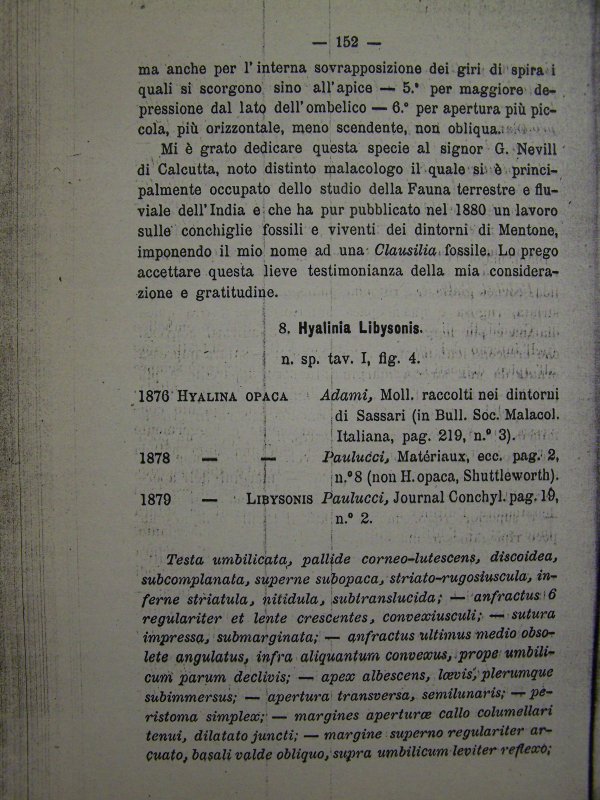 — 152 —
ma anche per l'interna sovrapposizione dei giri di spira i
quali si scorgono sino all'apice — 5.° per maggiore de-
pressione dal lato dell'ombelico — 6.° per apertura più pic-
cola, più orizzontale, meno scendente, non obliqua.
Mi è grato dedicare questa specie al signor G. Nevill
di Calcutta, noto distinto malacologo il quale si è princi-
palmente occupato dello studio della Fauna terrestre e flu-
viale dell'India e che ha pur pubblicato nel 1880 un lavoro
sulle conchiglie fossili e viventi dei dintorni di Mentone,
imponendo il mio nome ad una Clausilia fossile. Lo prego
accettare questa lieve testimonianza della mia considera-
zione e gratitudine.
8. Hyalinia Libysonis.
n. sp. tav. I, fig. 4.
1876 HYALINA OPACA Adami, Moll. raccolti nei dintorni
di Sassari (in Bull. Soc. Malacol.
Italiana, pag. 219, n.° 3).
1878 — — Paulucci, Matériaux, ecc. pag. 2,
n.° 8 (non H. opaca, Shuttleworth).
1879 — LIBYSONIS Paulucci, Journal Conchyl. pag. 19,
n.° 2.
Testa umbilicata, pallide corneo-lutescens, discoidea,
subcomplanata, superne subopaca, striato-rugosiuscula, in-
ferne striatula, nitidula, subtranslucida; — anfractus 6
regulariter et lente crescentes, convexiusculi; — sutura
impressa, submarginata; — anfractus ultimus medio obso-
lete angulatus, infra aliquantum convexus, prope umbili-
cum parum declivis; — apex albescens, lævis, plerumque
subimmersus; — apertura transversa, semilunaris; — pe-
ristoma simplex; — margines aperturæ callo columellari
tenui, dilatato juncti; — margine superno regulariter ar-
cuato, basali valde obliquo, supra umbilicum leviter reflexo;